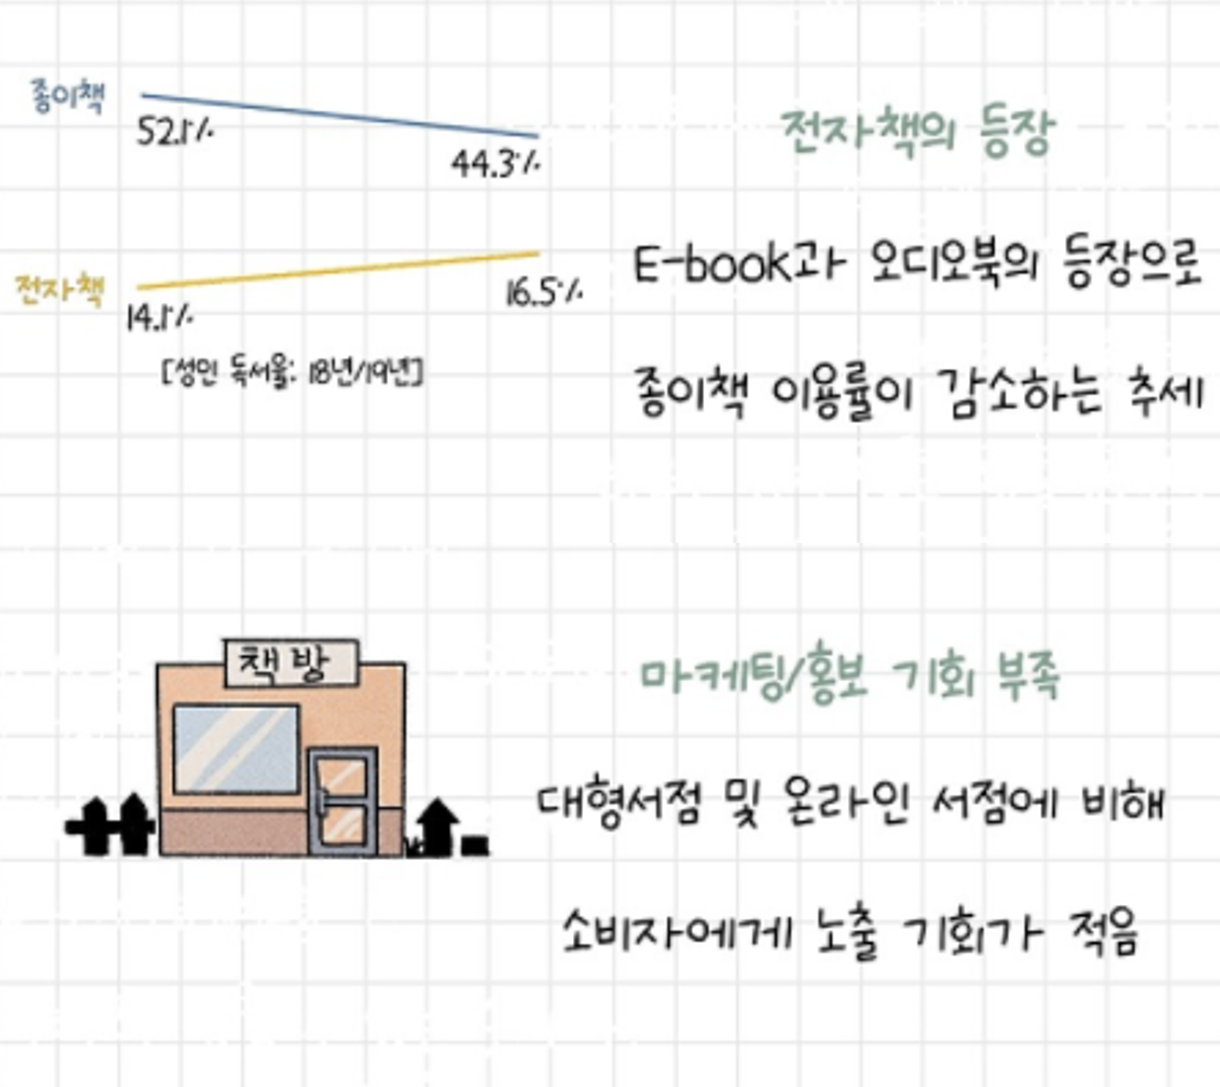 종이책
52.1%
44.3%
전자책
14.1%
16.5%
[성인 독서율: 18년/19년]
전자책의 등장
E-book과 오디오북의 등장으로
종이책 이용률이 감소하는 추세
책방
마케팅/홍보 기회 부족
대형서점 및 온라인 서점에 비해
소비자에게 노출 기회가 적음